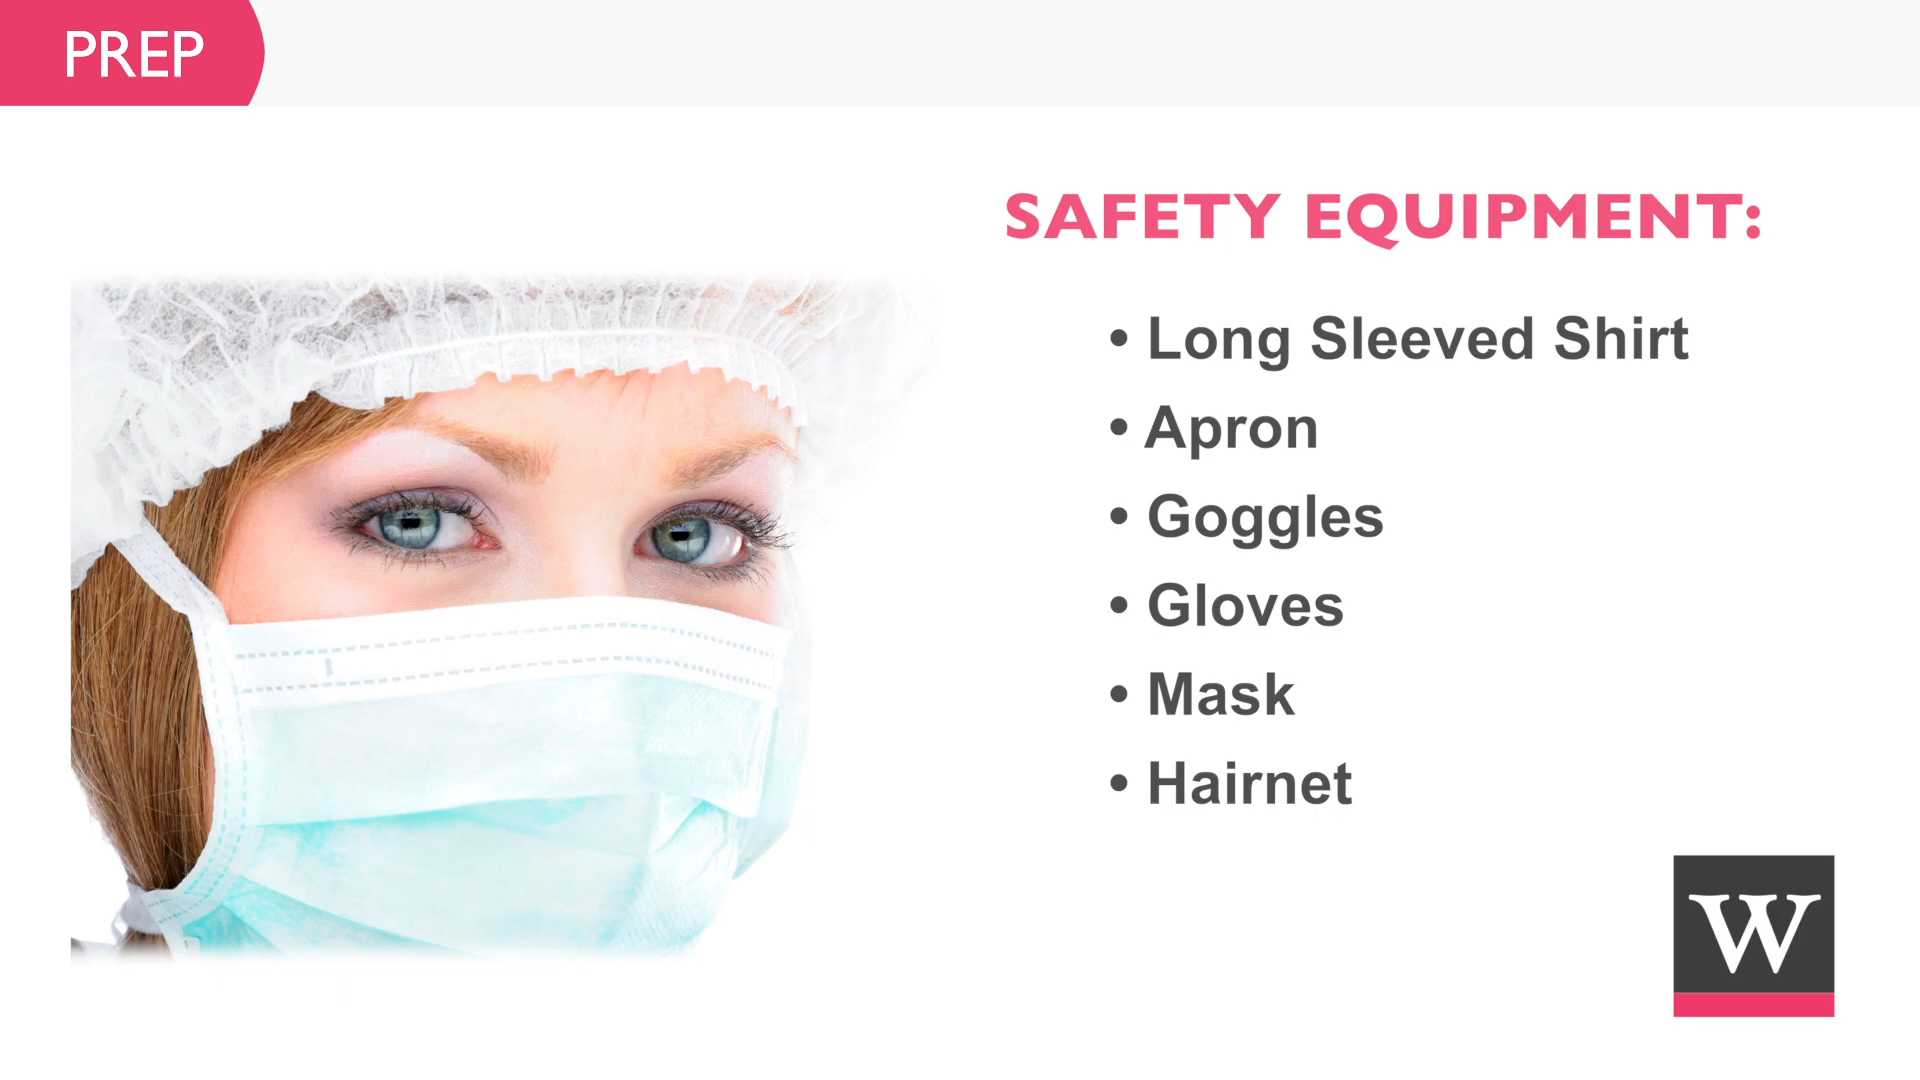 PREP
SAFETY EQUIPMENT:
• Long Sleeved Shirt
• Apron
• Goggles
• Gloves
• Mask
• Hairnet
W